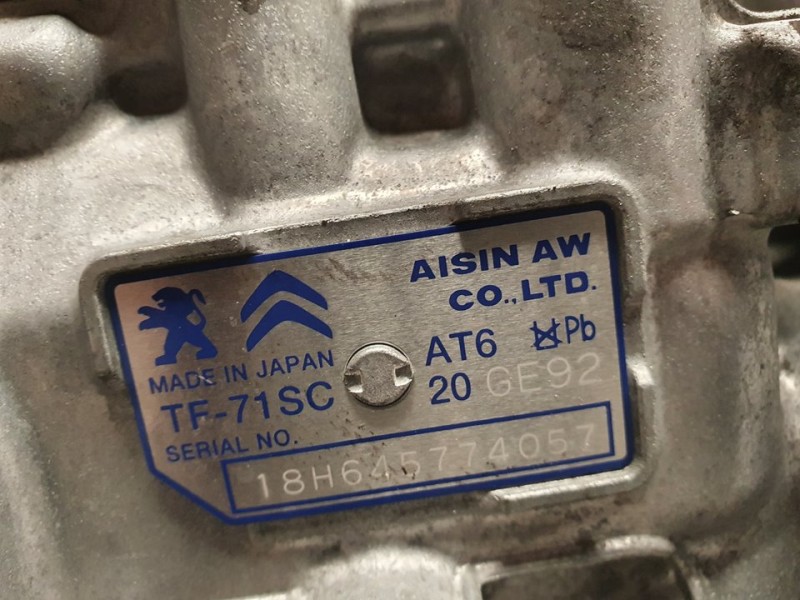 AISIN AW
CO.,LTD.
MADE IN JAPAN
AT6 Pb
TF-71SC
20 GE92
SERIAL NO.
18H645774057